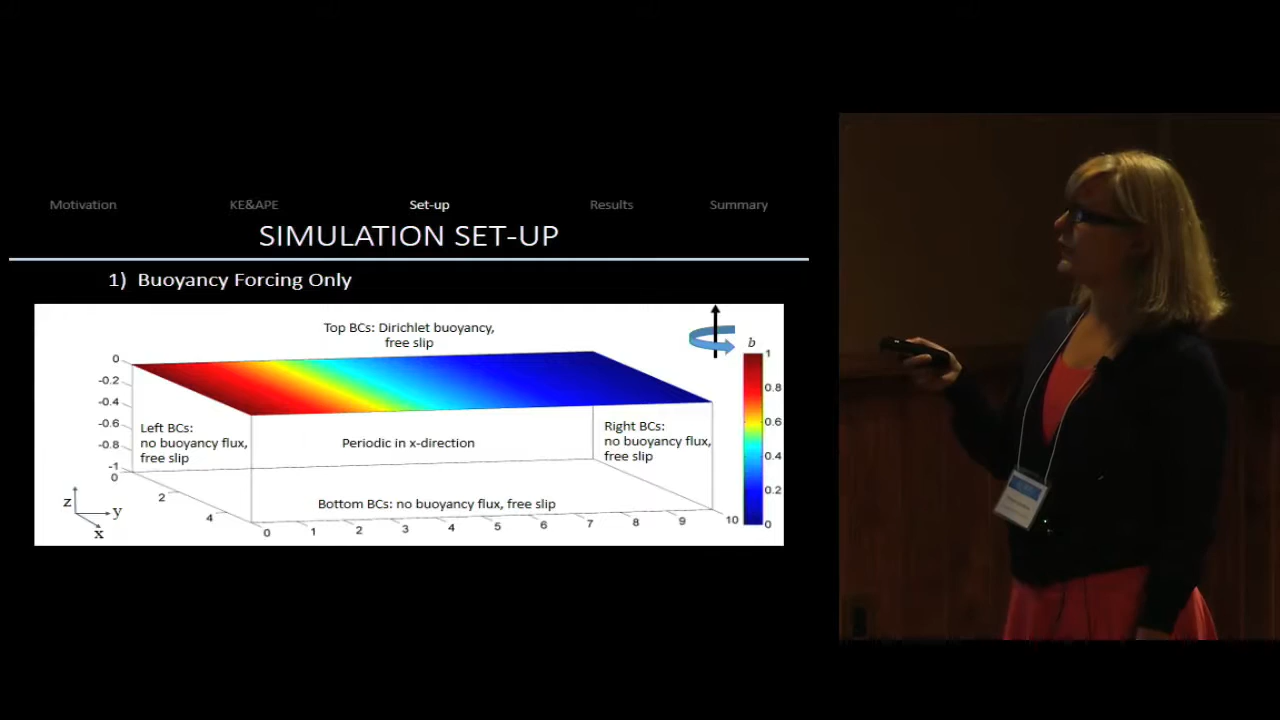 Motivation KE&APE Set-up Results Summary
SIMULATION SET-UP
1) Buoyancy Forcing Only
Top BCs: Dirichlet buoyancy,
free slip
b
0
-0.2
-0.4
-0.6
-0.8
-1
Left BCs:
no buoyancy flux,
free slip
Periodic in x-direction
Right BCs:
no buoyancy flux,
free slip
Bottom BCs: no buoyancy flux, free slip
0
2
4
0 1 2 3 4 5 6 7 8 9 10
z
y
x
1
0.8
0.6
0.4
0.2
0